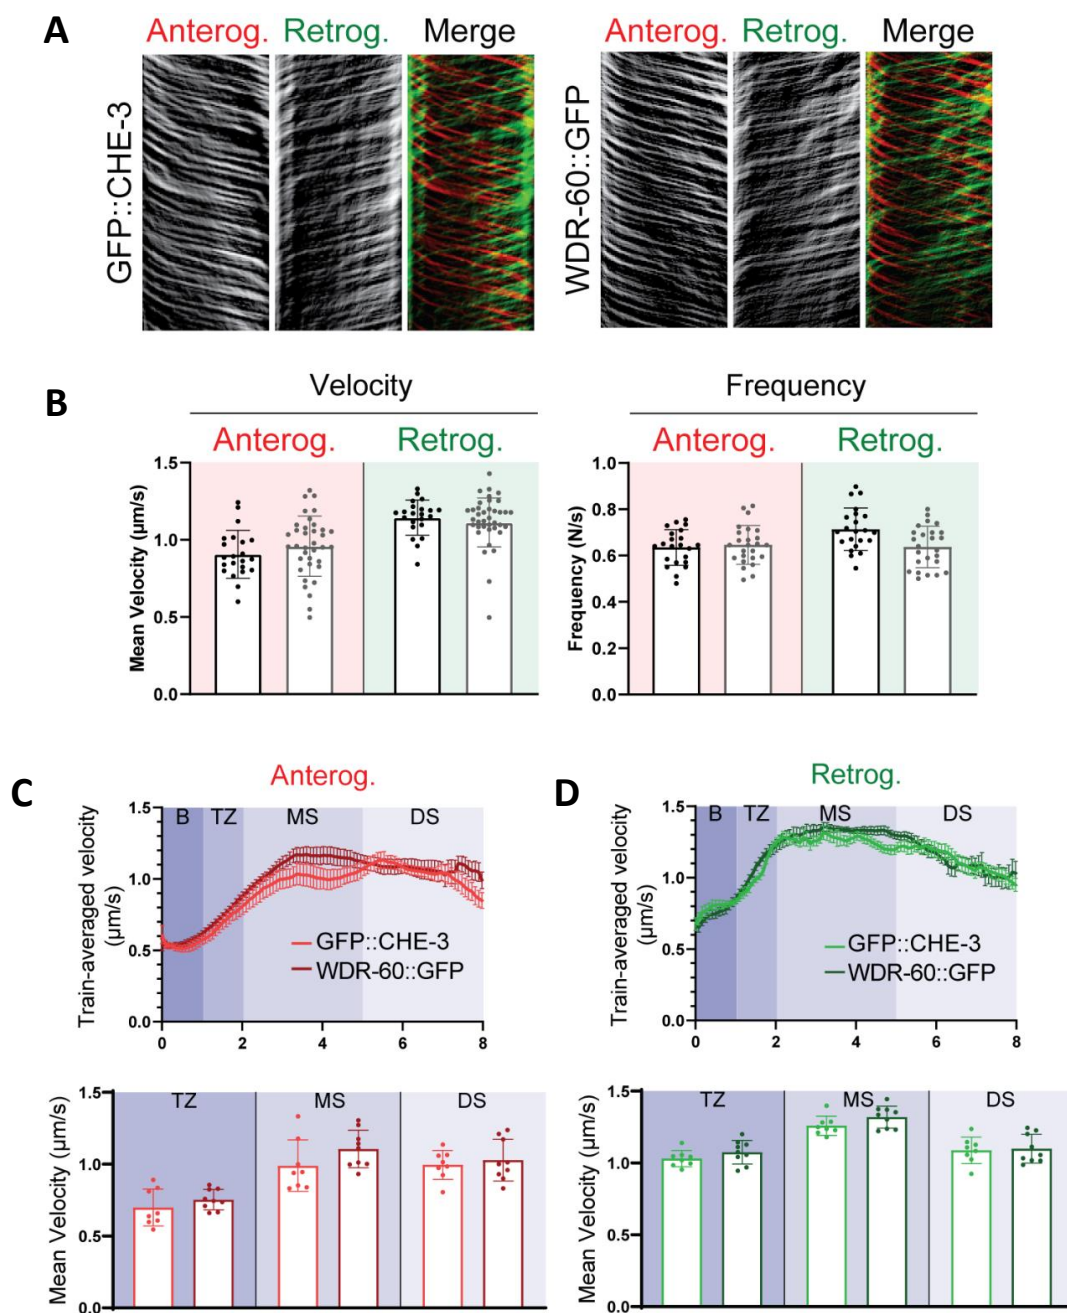 A
Anterog. Retrog. Merge
GFP::CHE-3
Anterog. Retrog. Merge
WDR-60::GFP
B
Velocity
Anterog. Retrog.
Mean Velocity (µm/s)
1.5
1.0
0.5
0.0
Frequency
Anterog. Retrog.
Frequency (N/s)
1.0
0.8
0.6
0.4
0.2
0.0
C
Anterog.
Train-averaged velocity
(µm/s)
1.5
1.0
0.5
0.0
B TZ MS DS
GFP::CHE-3
WDR-60::GFP
0 2 4 6 8
Mean Velocity (µm/s)
1.5
1.0
0.5
0.0
TZ MS DS
D
Retrog.
Train-averaged velocity
(µm/s)
1.5
1.0
0.5
0.0
B TZ MS DS
GFP::CHE-3
WDR-60::GFP
0 2 4 6 8
Mean Velocity (µm/s)
1.5
1.0
0.5
0.0
TZ MS DS